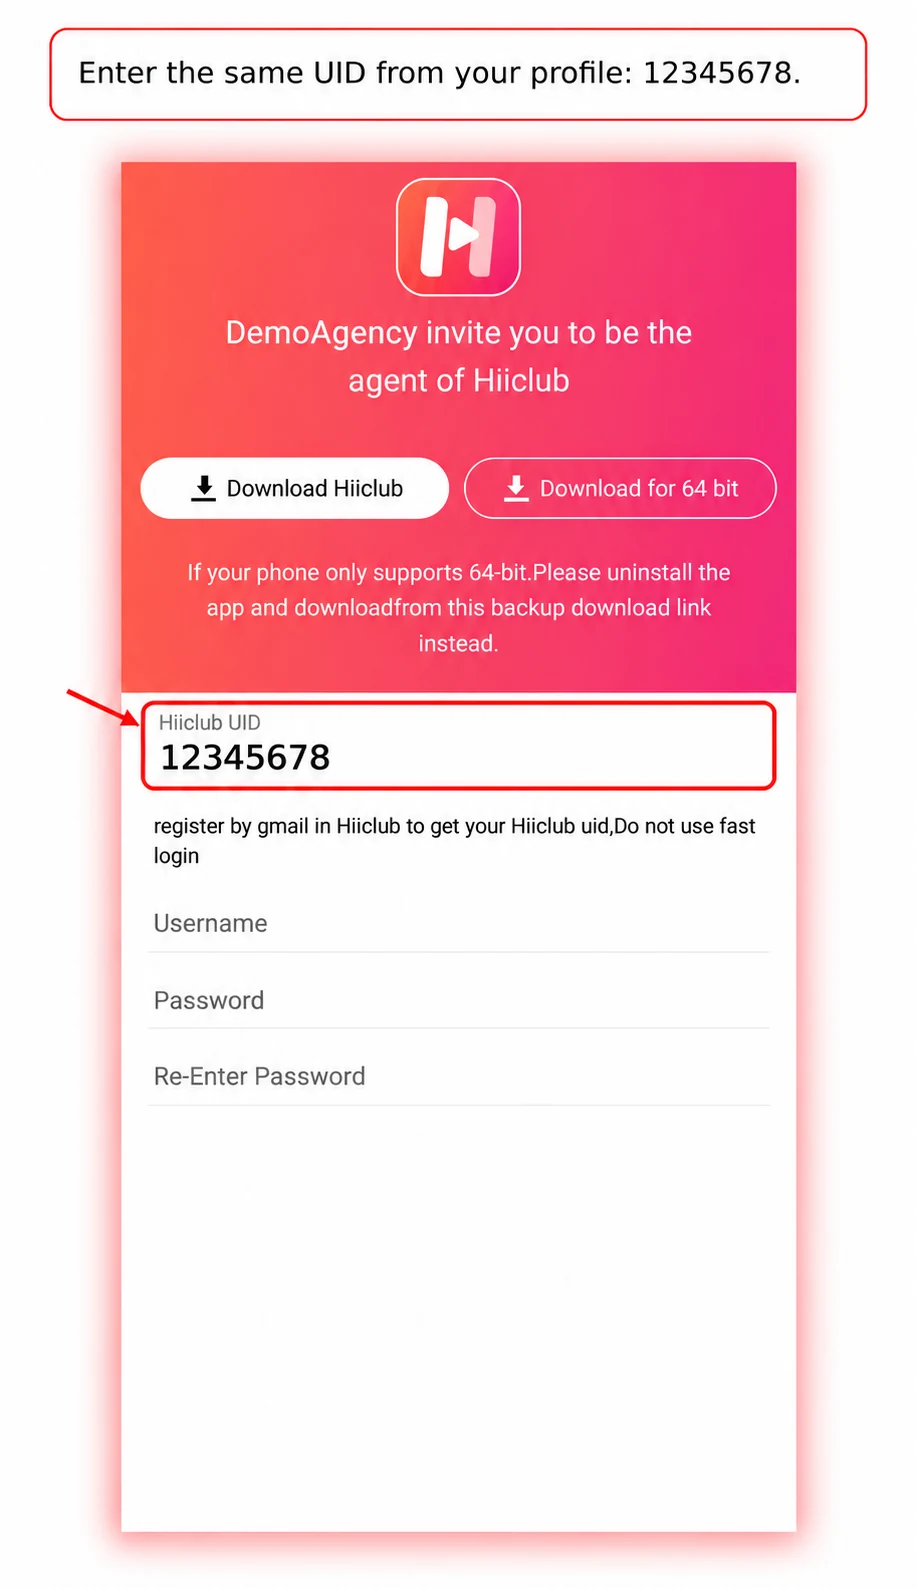 Enter the same UID from your profile: 12345678.
DemoAgency invite you to be the
agent of Hiiclub
Download Hiiclub
Download for 64 bit
If your phone only supports 64-bit.Please uninstall the
app and downloadfrom this backup download link
instead.
Hiiclub UID
12345678
register by gmail in Hiiclub to get your Hiiclub uid,Do not use fast
login
Username
Password
Re-Enter Password